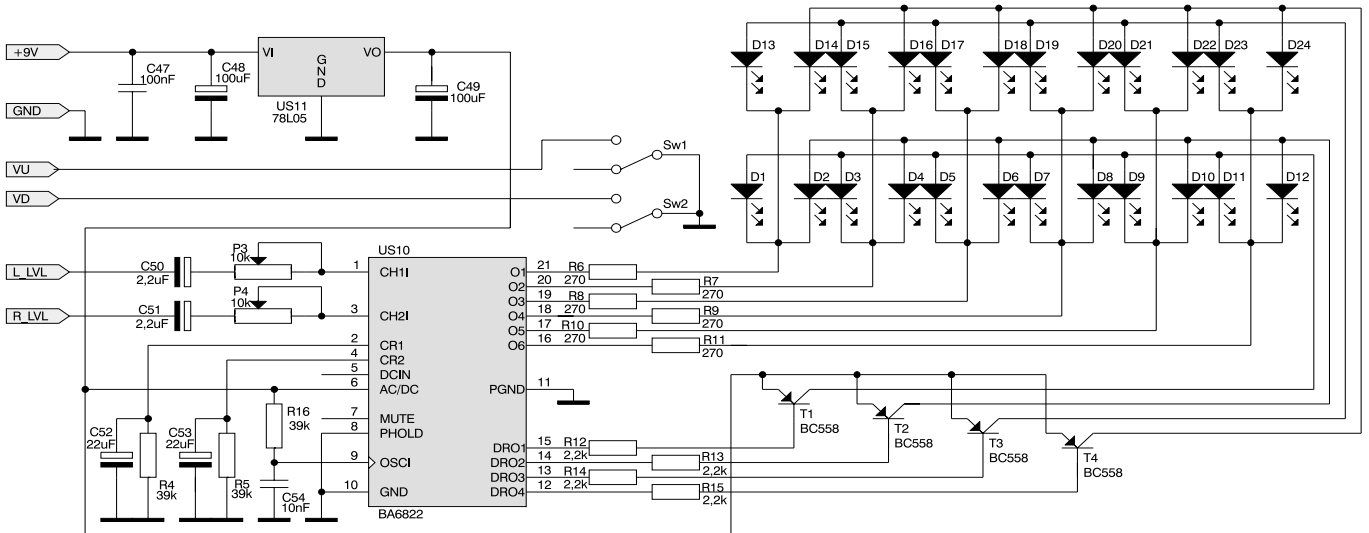 +9V
C47
100nF
C48
100uF
VI
VO
GND
US11
78L05
C49
100uF
GND
VU
VD
Sw1
Sw2
D13
D14
D15
D16
D17
D18
D19
D20
D21
D22
D23
D24
D1
D2
D3
D4
D5
D6
D7
D8
D9
D10
D11
D12
L_LVL
C50
2,2uF
P3
10k
R_LVL
C51
2,2uF
P4
10k
US10
1 CH1I
3 CH2I
2 CR1
4 CR2
5 DCIN
6 AC/DC
7 MUTE
8 PHOLD
9 OSCI
10 GND
BA6822
O1 21
O2 20
O3 19
O4 18
O5 17
O6 16
PGND 11
DRO1 15
DRO2 14
DRO3 13
DRO4 12
R6
270
R7
270
R8
270
R9
270
R10
270
R11
270
C52
22uF
R4
39k
C53
22uF
R5
39k
R16
39k
C54
10nF
R12
2,2k
R13
2,2k
R14
2,2k
R15
2,2k
T1
BC558
T2
BC558
T3
BC558
T4
BC558